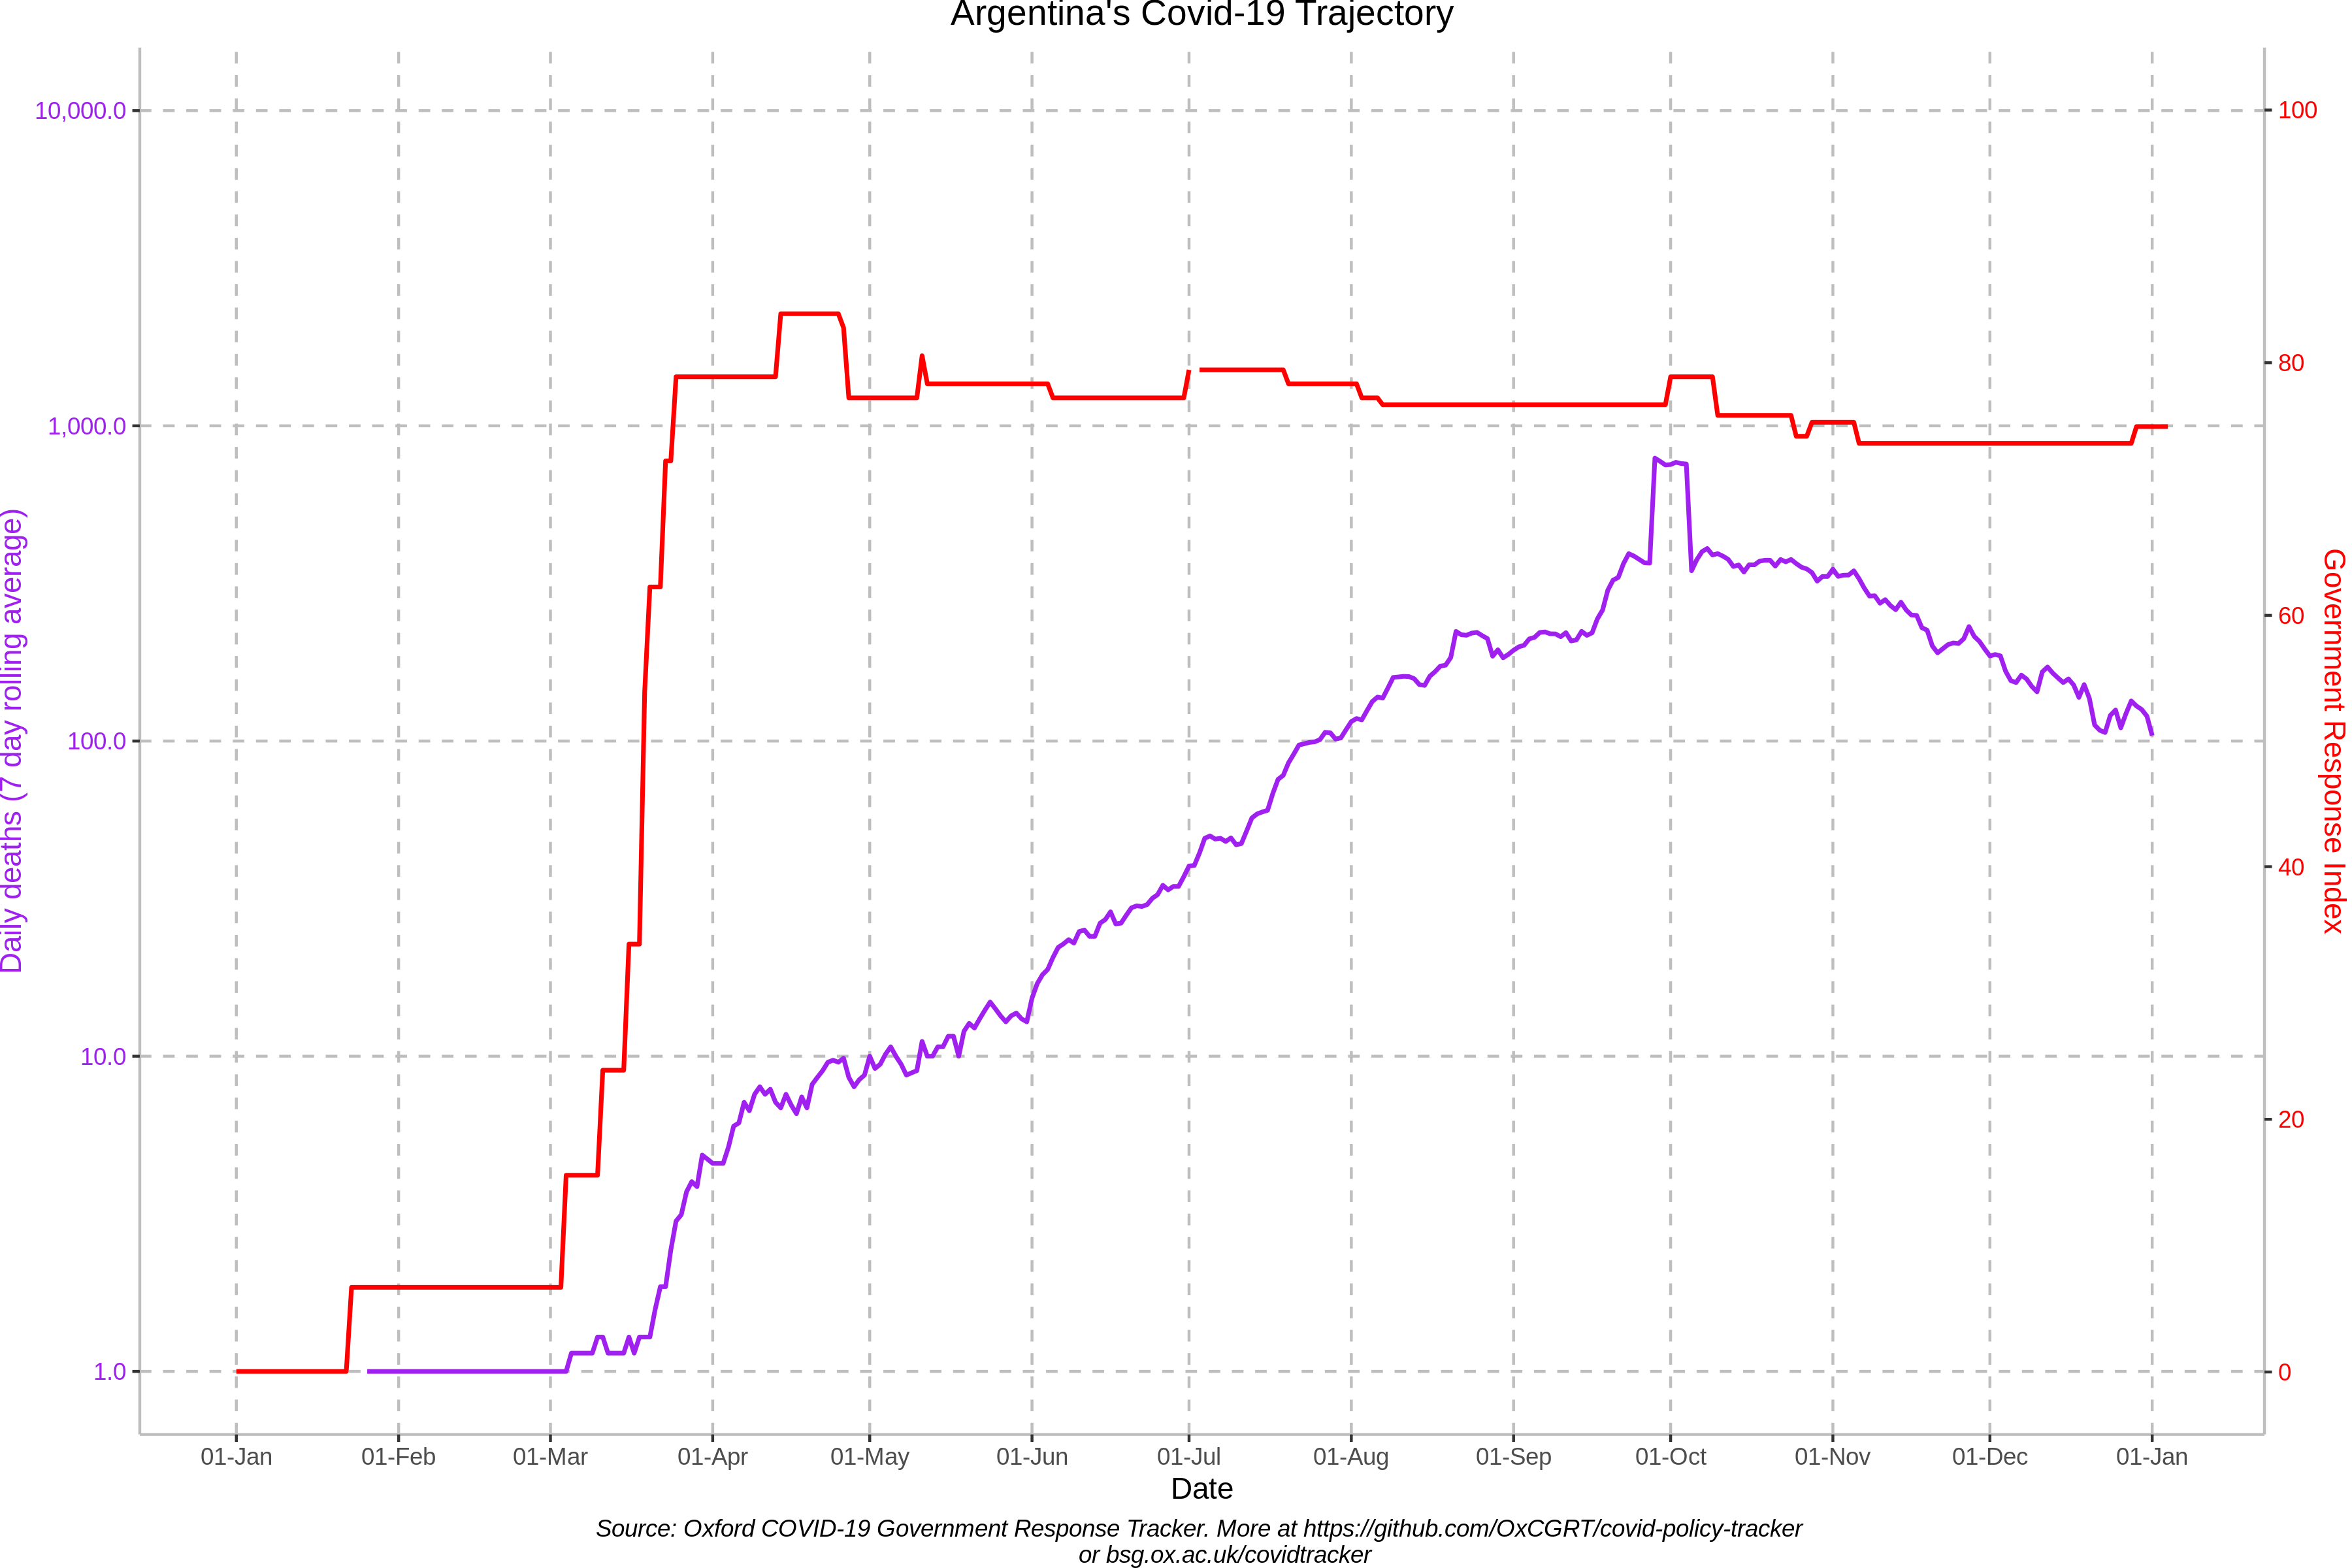 Argentina's Covid-19 Trajectory
10,000.0
1,000.0
100.0
10.0
1.0
Daily deaths (7 day rolling average)
100
80
60
40
20
0
Government Response Index
01-Jan 01-Feb 01-Mar 01-Apr 01-May 01-Jun 01-Jul 01-Aug 01-Sep 01-Oct 01-Nov 01-Dec 01-Jan
Date
Source: Oxford COVID-19 Government Response Tracker. More at https://github.com/OxCGRT/covid-policy-tracker
or bsg.ox.ac.uk/covidtracker